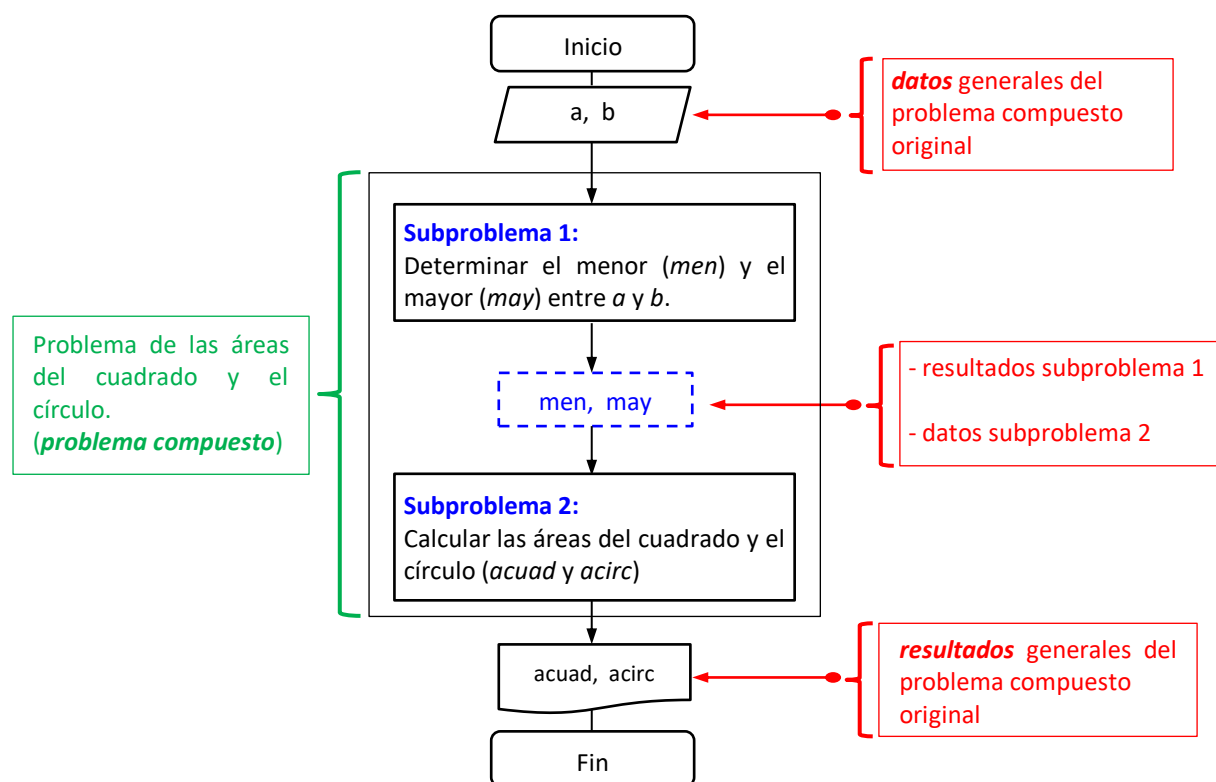 Inicio
a, b
datos generales del
problema compuesto
original
Subproblema 1:
Determinar el menor (men) y el
mayor (may) entre a y b.
Problema de las áreas
del cuadrado y el
círculo.
(problema compuesto)
men, may
- resultados subproblema 1
- datos subproblema 2
Subproblema 2:
Calcular las áreas del cuadrado y el
círculo (acuad y acirc)
acuad, acirc
resultados generales del
problema compuesto
original
Fin